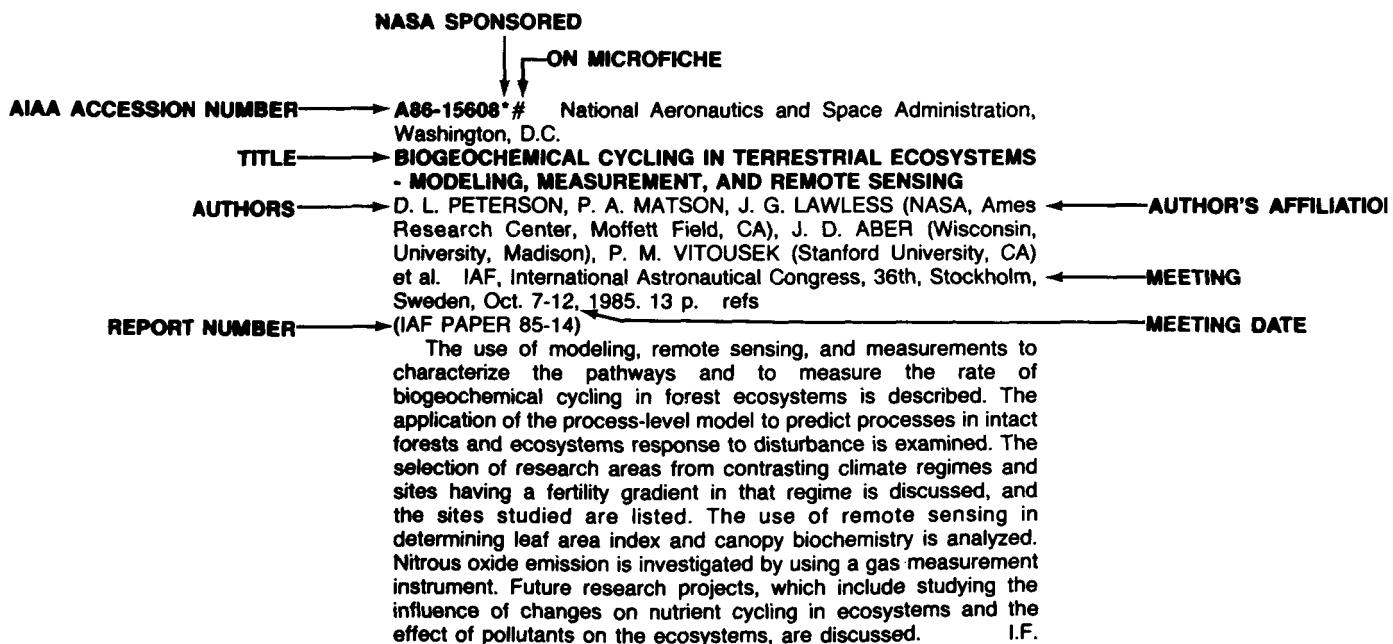 NASA SPONSORED
ON MICROFICHE
AIAA ACCESSION NUMBER
A86-15608*# National Aeronautics and Space Administration,
Washington, D.C.
TITLE
BIOGEOCHEMICAL CYCLING IN TERRESTRIAL ECOSYSTEMS
- MODELING, MEASUREMENT, AND REMOTE SENSING
AUTHORS
D. L. PETERSON, P. A. MATSON, J. G. LAWLESS (NASA, Ames
AUTHOR'S AFFILIATIO
Research Center, Moffett Field, CA), J. D. ABER (Wisconsin,
University, Madison), P. M. VITOUSEK (Stanford University, CA)
et al. IAF, International Astronautical Congress, 36th, Stockholm,
MEETING
Sweden, Oct. 7-12, 1985. 13 p. refs
REPORT NUMBER
(IAF PAPER 85-14)
MEETING DATE
The use of modeling, remote sensing, and measurements to
characterize the pathways and to measure the rate of
biogeochemical cycling in forest ecosystems is described. The
application of the process-level model to predict processes in intact
forests and ecosystems response to disturbance is examined. The
selection of research areas from contrasting climate regimes and
sites having a fertility gradient in that regime is discussed, and
the sites studied are listed. The use of remote sensing in
determining leaf area index and canopy biochemistry is analyzed.
Nitrous oxide emission is investigated by using a gas measurement
instrument. Future research projects, which include studying the
influence of changes on nutrient cycling in ecosystems and the
effect of pollutants on the ecosystems, are discussed. I.F.